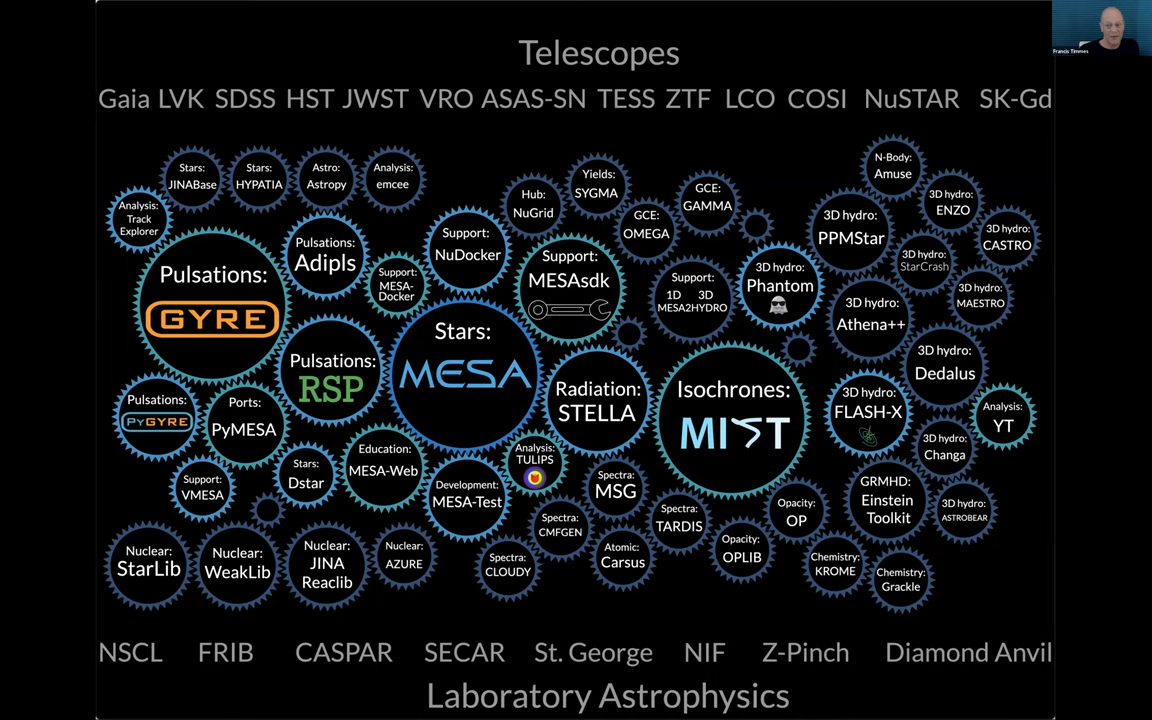 Francis Timmes
Telescopes
Gaia LVK SDSS HST JWST VRO ASAS-SN TESS ZTF LCO COSI NuSTAR SK-Gd
Stars:
JINABase
Stars:
HYPATIA
Astro:
Astropy
Analysis:
emcee
Analysis:
Track
Explorer
Hub:
NuGrid
Yields:
SYGMA
GCE:
OMEGA
GCE:
GAMMA
N-Body:
Amuse
3D hydro:
ENZO
3D hydro:
PPMStar
3D hydro:
CASTRO
3D hydro:
StarCrash
3D hydro:
MAESTRO
Pulsations:
GYRE
Pulsations:
Adipls
Support:
MESA-
Docker
Support:
NuDocker
Support:
MESAsdk
Support:
1D 3D
MESA2HYDRO
3D hydro:
Phantom
3D hydro:
Athena++
3D hydro:
Dedalus
Pulsations:
RSP
Stars:
MESA
Radiation:
STELLA
Isochrones:
MIST
3D hydro:
FLASH-X
Analysis:
YT
Pulsations:
PyGYRE
Ports:
PyMESA
Support:
VMESA
Stars:
Dstar
Education:
MESA-Web
Development:
MESA-Test
Analysis:
TULIPS
Spectra:
MSG
Spectra:
CMFGEN
Spectra:
TARDIS
Opacity:
OP
3D hydro:
Changa
GRMHD:
Einstein
Toolkit
3D hydro:
ASTROBEAR
Nuclear:
StarLib
Nuclear:
WeakLib
Nuclear:
JINA
Reaclib
Nuclear:
AZURE
Spectra:
CLOUDY
Atomic:
Carsus
Opacity:
OPLIB
Chemistry:
KROME
Chemistry:
Grackle
NSCL FRIB CASPAR SECAR St. George NIF Z-Pinch Diamond Anvil
Laboratory Astrophysics